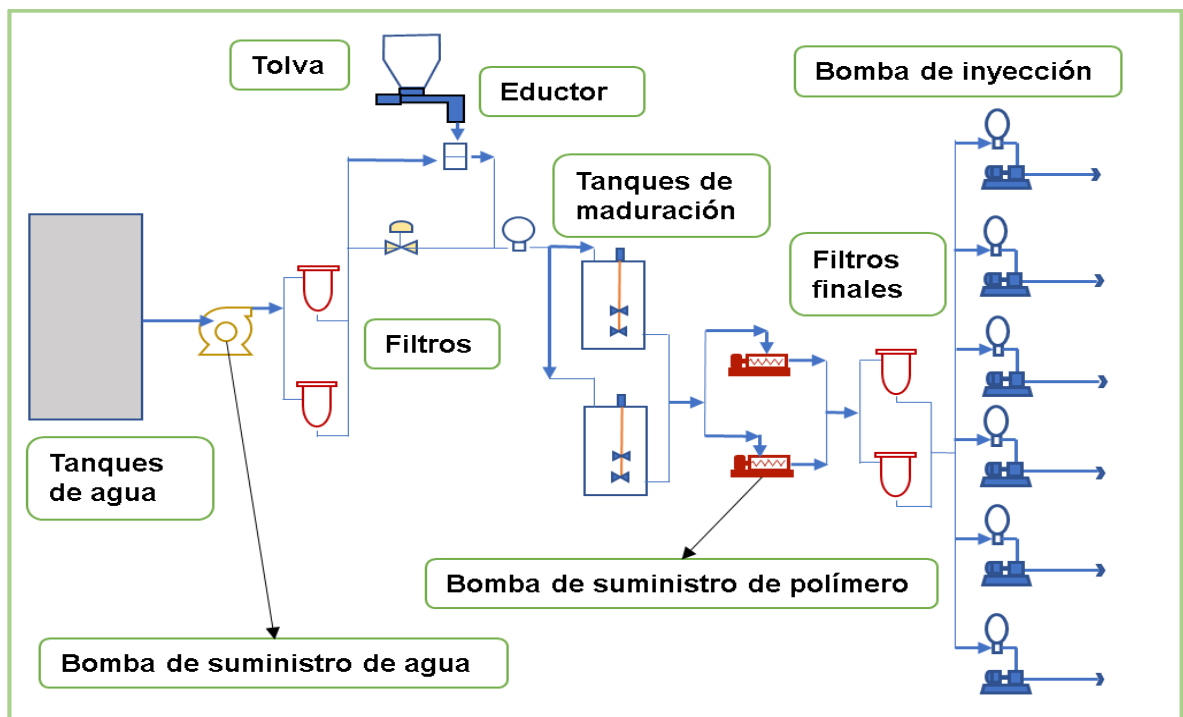 Tolva
Eductor
Bomba de inyección
Tanques de
maduración
Filtros
finales
Filtros
Tanques
de agua
Bomba de suministro de polímero
Bomba de suministro de agua